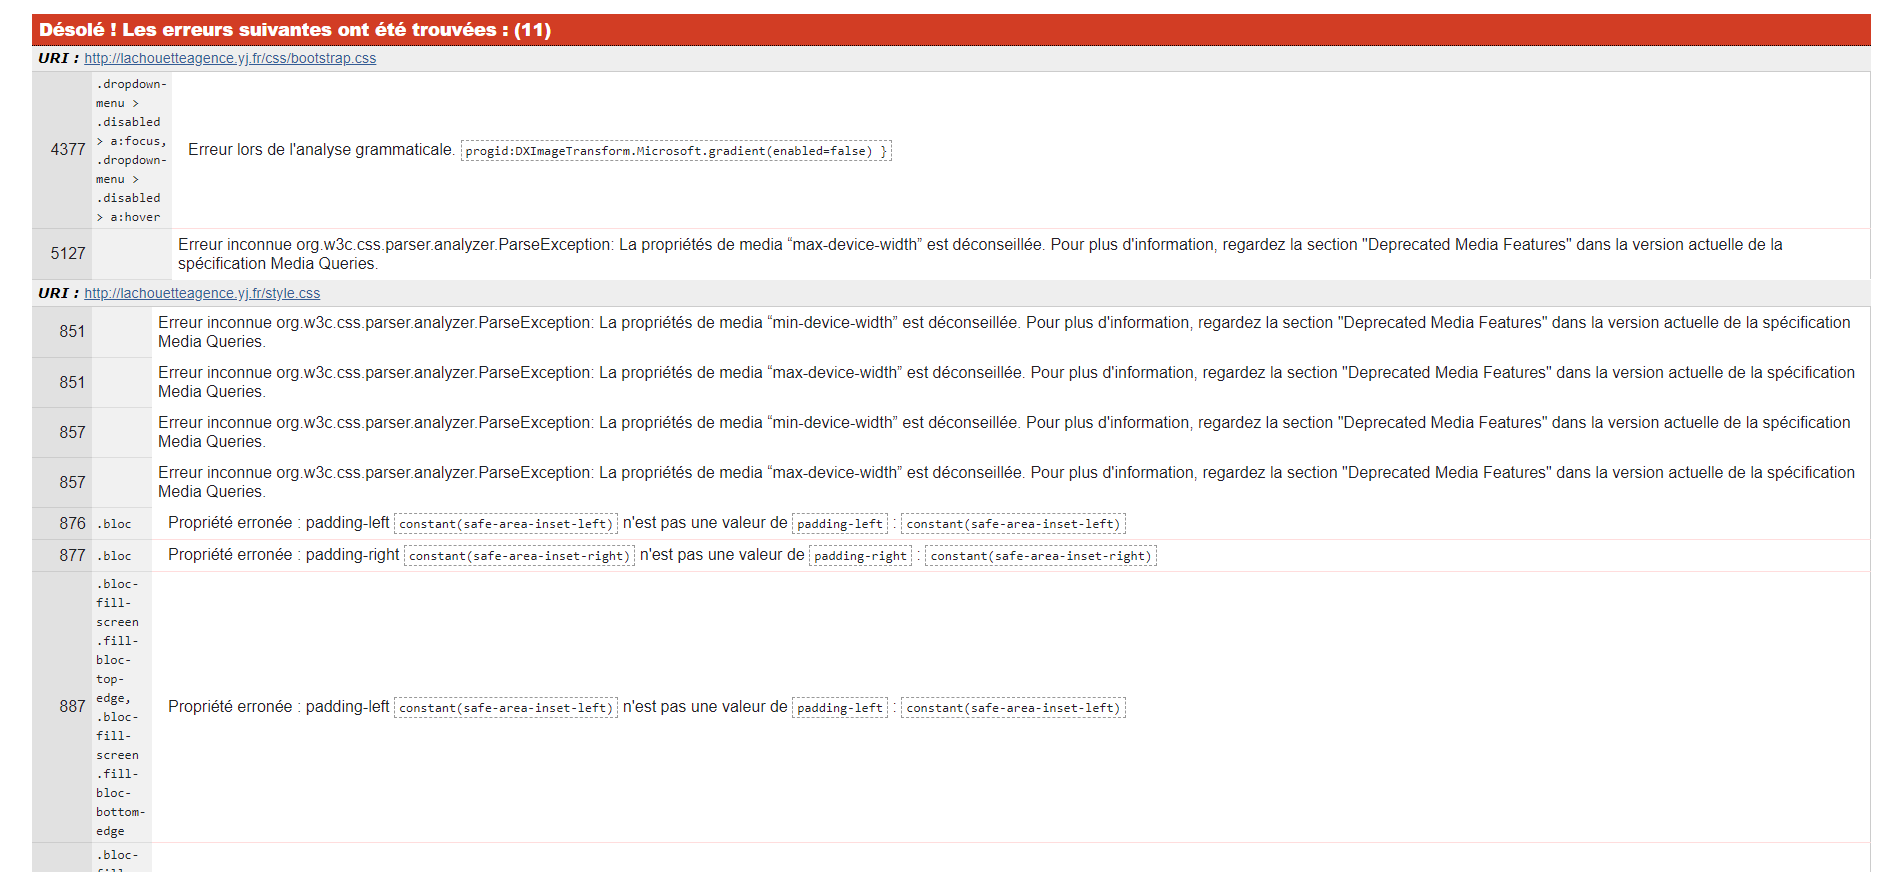 Désolé ! Les erreurs suivantes ont été trouvées : (11)
URI : http://lachouetteagence.yj.fr/css/bootstrap.css
4377
.dropdown-
menu >
.disabled
> a:focus,
.dropdown-
menu >
.disabled
> a:hover
Erreur lors de l'analyse grammaticale. progid:DXImageTransform.Microsoft.gradient(enabled=false) }
5127
Erreur inconnue org.w3c.css.parser.analyzer.ParseException: La propriétés de media “max-device-width” est déconseillée. Pour plus d'information, regardez la section "Deprecated Media Features" dans la version actuelle de la
spécification Media Queries.
URI : http://lachouetteagence.yj.fr/style.css
851
Erreur inconnue org.w3c.css.parser.analyzer.ParseException: La propriétés de media “min-device-width” est déconseillée. Pour plus d'information, regardez la section "Deprecated Media Features" dans la version actuelle de la spécification
Media Queries.
851
Erreur inconnue org.w3c.css.parser.analyzer.ParseException: La propriétés de media “max-device-width” est déconseillée. Pour plus d'information, regardez la section "Deprecated Media Features" dans la version actuelle de la spécification
Media Queries.
857
Erreur inconnue org.w3c.css.parser.analyzer.ParseException: La propriétés de media “min-device-width” est déconseillée. Pour plus d'information, regardez la section "Deprecated Media Features" dans la version actuelle de la spécification
Media Queries.
857
Erreur inconnue org.w3c.css.parser.analyzer.ParseException: La propriétés de media “max-device-width” est déconseillée. Pour plus d'information, regardez la section "Deprecated Media Features" dans la version actuelle de la spécification
Media Queries.
876 .bloc Propriété erronée : padding-left constant(safe-area-inset-left) n'est pas une valeur de padding-left : constant(safe-area-inset-left)
877 .bloc Propriété erronée : padding-right constant(safe-area-inset-right) n'est pas une valeur de padding-right : constant(safe-area-inset-right)
887
.bloc-
fill-
screen
.fill-
bloc-
top-
edge,
.bloc-
fill-
screen
.fill-
bloc-
bottom-
edge
Propriété erronée : padding-left constant(safe-area-inset-left) n'est pas une valeur de padding-left : constant(safe-area-inset-left)
.bloc-